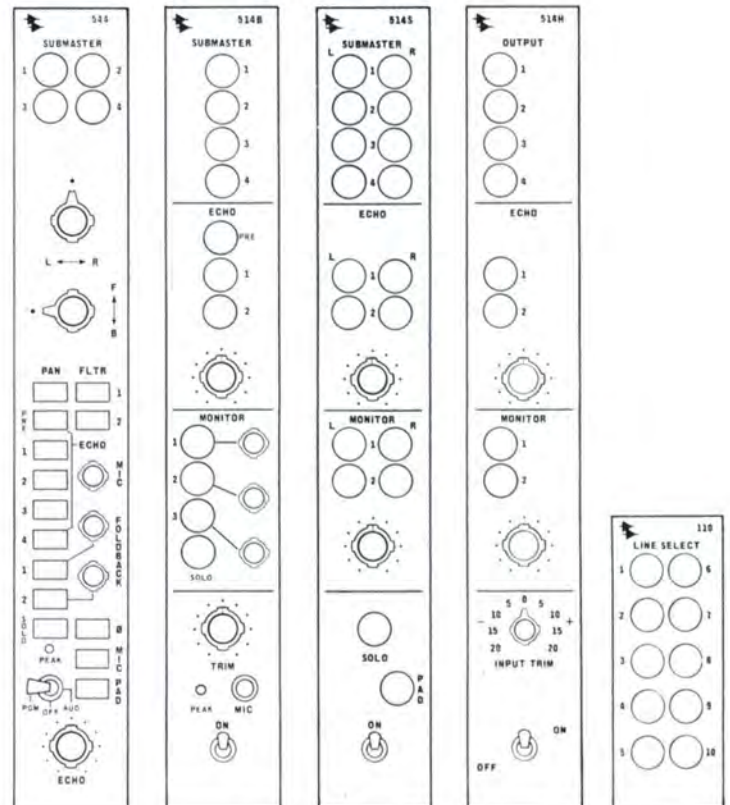 514
SUBMASTER
1 2
3 4
L R
F
B
PAN FLTR
1
PRE 2
ECHO
1
2 MIC
3
4 FOLDBACK
1
2
SOLO Ø
PEAK MIC
PAD
PGM OFF AUD
ECHO
514B
SUBMASTER
1
2
3
4
ECHO
PRE
1
2
MONITOR
1
2
3
SOLO
TRIM
PEAK MIC
ON
514S
SUBMASTER
L R
1
2
3
4
ECHO
L 1 R
2
MONITOR
L 1 R
2
SOLO
PAD
ON
514H
OUTPUT
1
2
3
4
ECHO
1
2
MONITOR
1
2
5 0 5
10 10
- 15 15 +
20 20
INPUT TRIM
ON
OFF
110
LINE SELECT
1 6
2 7
3 8
4 9
5 10